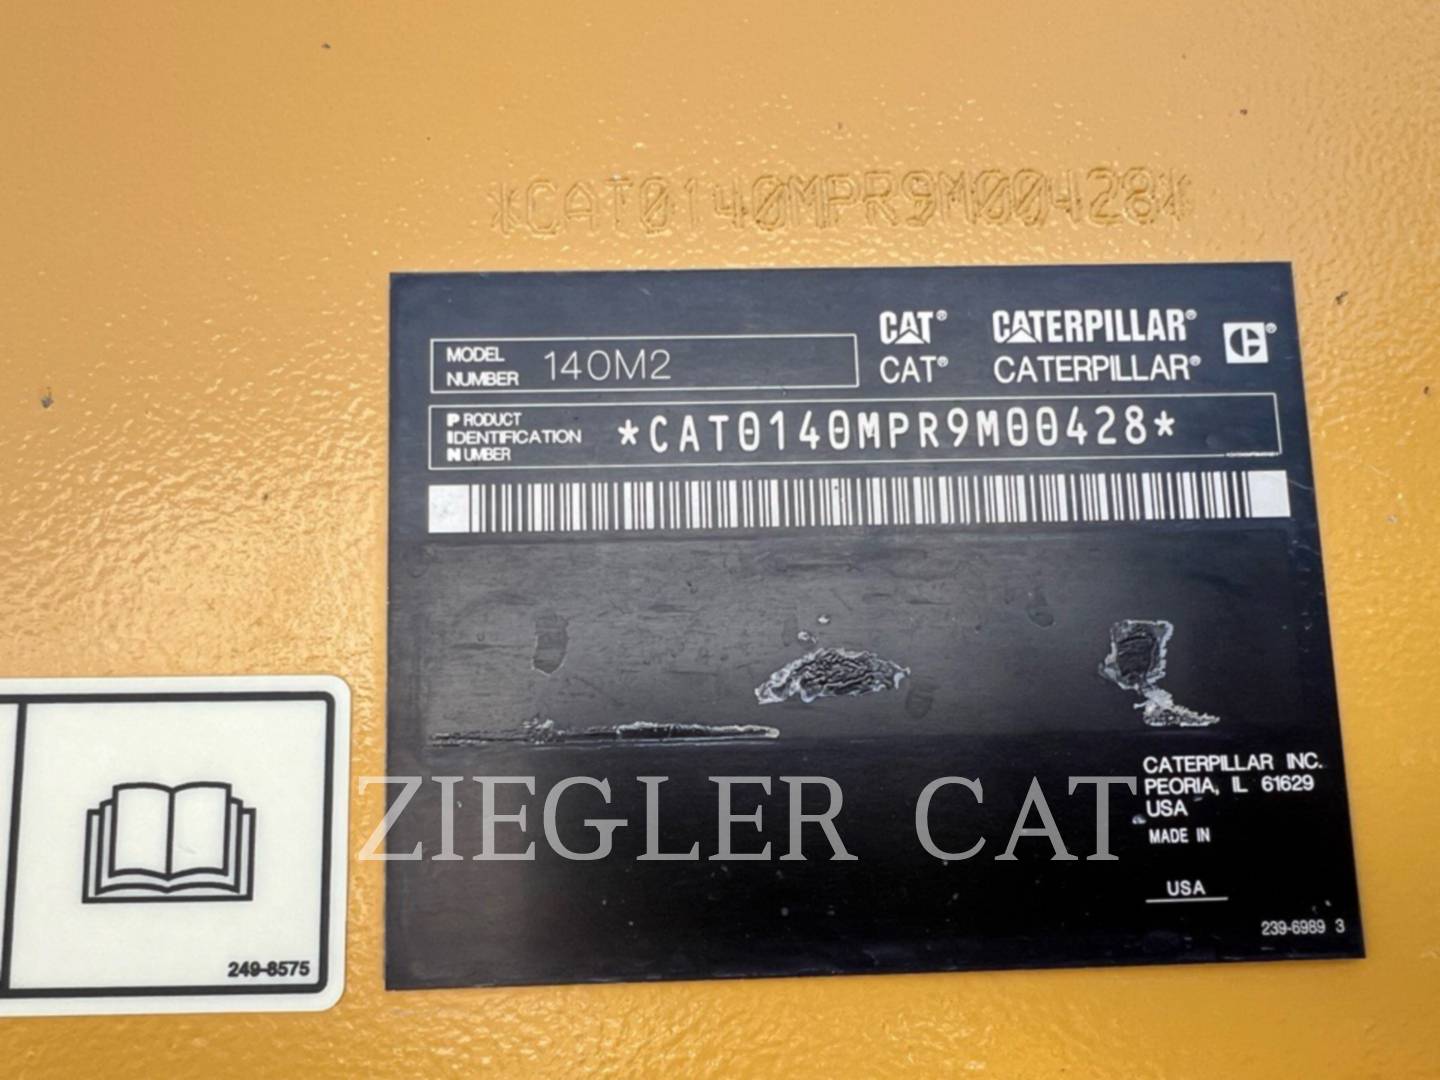 *CAT0140MPR9M00428*
CAT® CATERPILLAR®
CAT® CATERPILLAR®
MODEL NUMBER 140M2
PRODUCT IDENTIFICATION NUMBER *CAT0140MPR9M00428*
CATERPILLAR INC.
PEORIA, IL 61629
USA
MADE IN
USA
239-6989 3
249-8575
ZIEGLER CAT